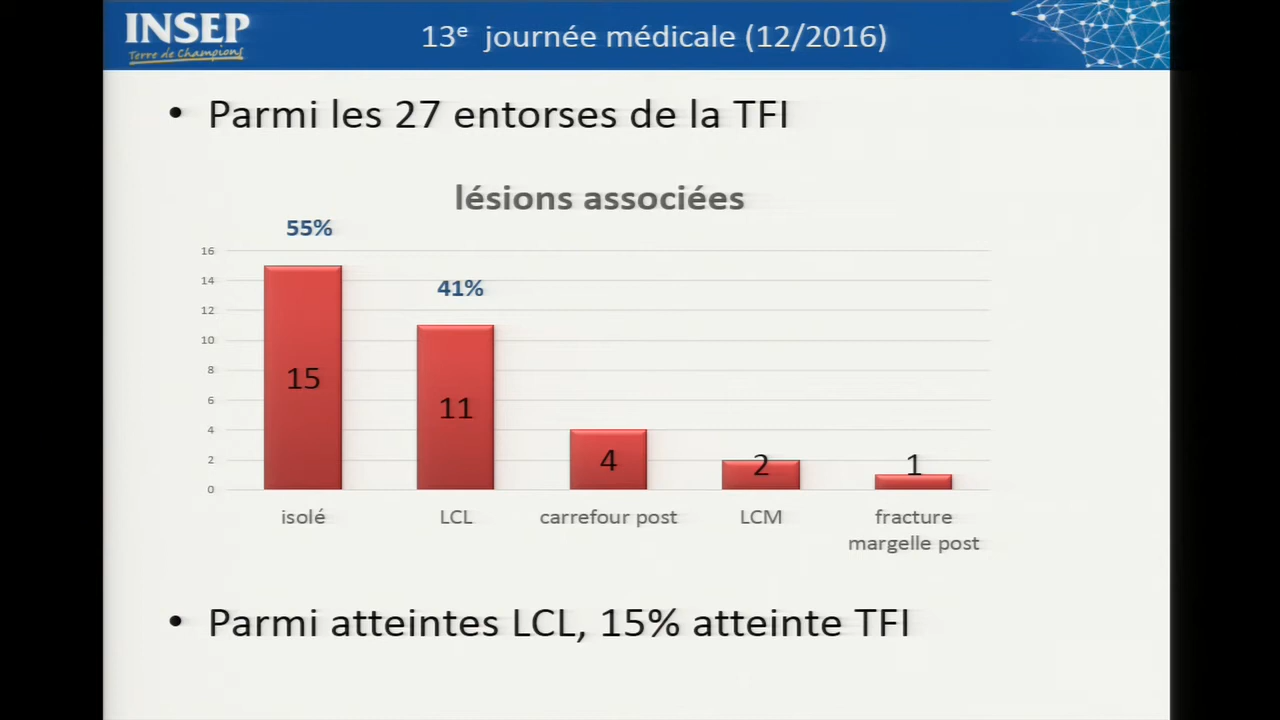 INSEP
Terre de Champions
13e journée médicale (12/2016)
• Parmi les 27 entorses de la TFI
lésions associées
55%
41%
16
14
12
10
8
6
4
2
0
15
11
4
2
1
isolé
LCL
carrefour post
LCM
fracture
margelle post
• Parmi atteintes LCL, 15% atteinte TFI